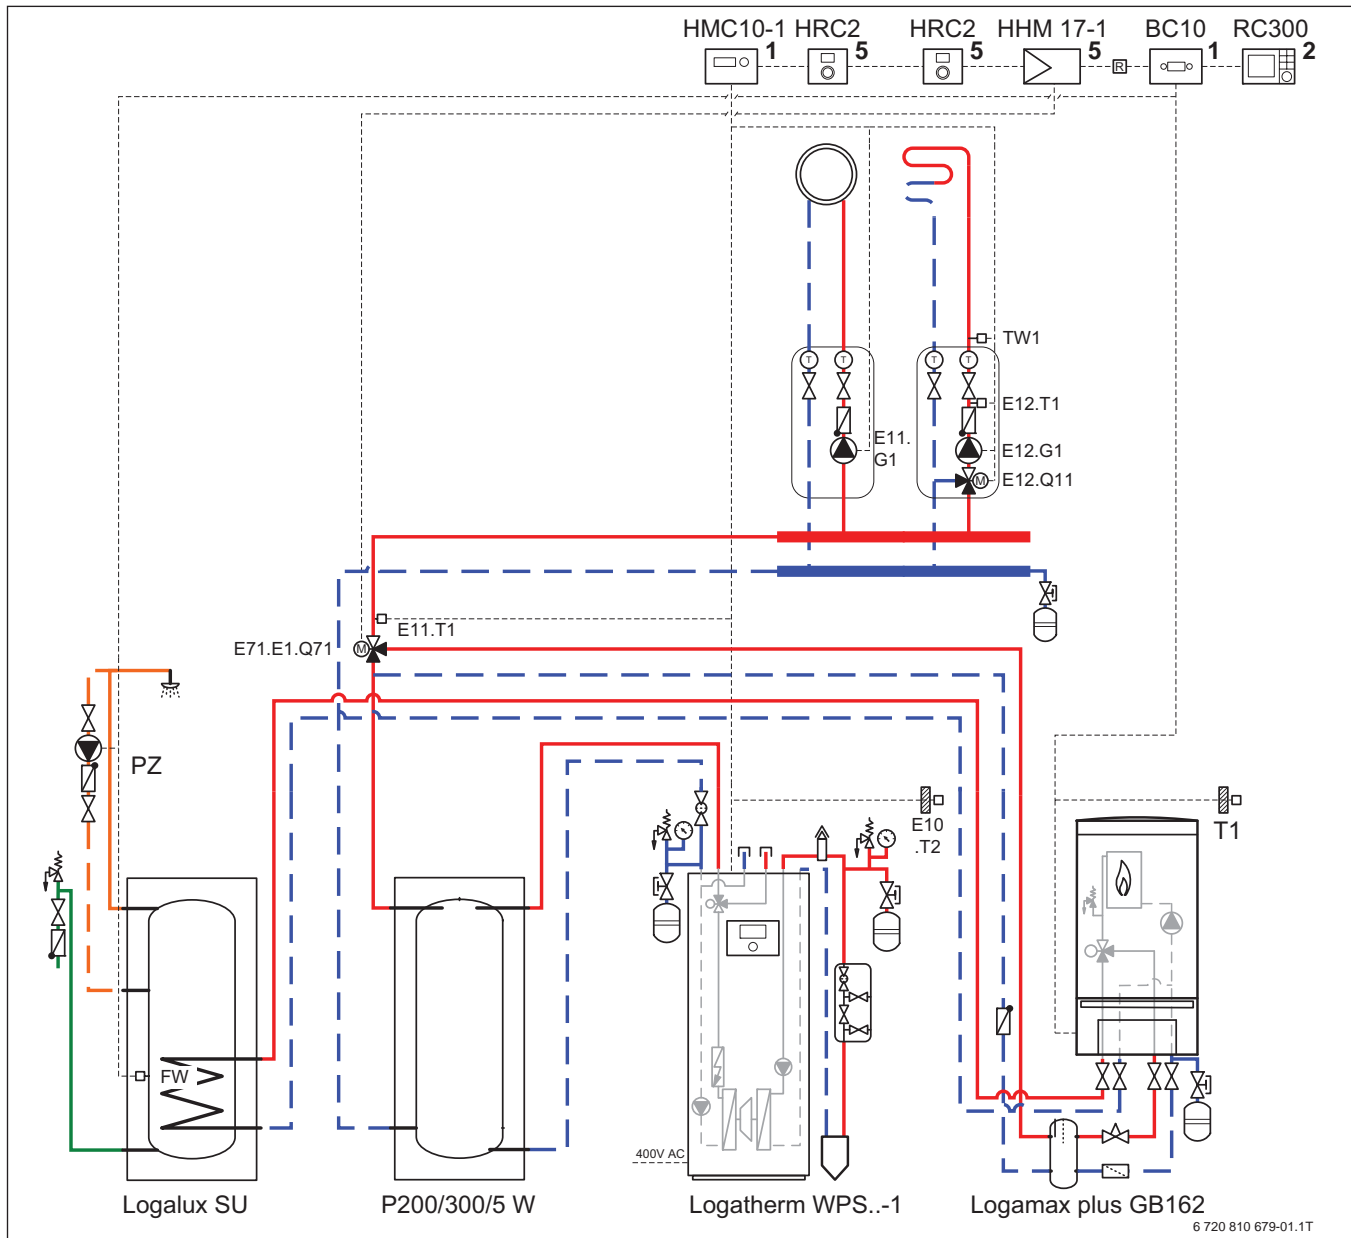 HMC10-1 HRC2 HRC2 HHM 17-1 BC10 RC300
1 5 5 5 1 2
R
T T T T
TW1
E12.T1
E11.
G1
E12.G1
M E12.Q11
E11.T1
E71.E1.Q71 M
PZ
E10
.T2
T1
FW
400V AC
Logalux SU P200/300/5 W Logatherm WPS..-1 Logamax plus GB162
6 720 810 679-01.1T